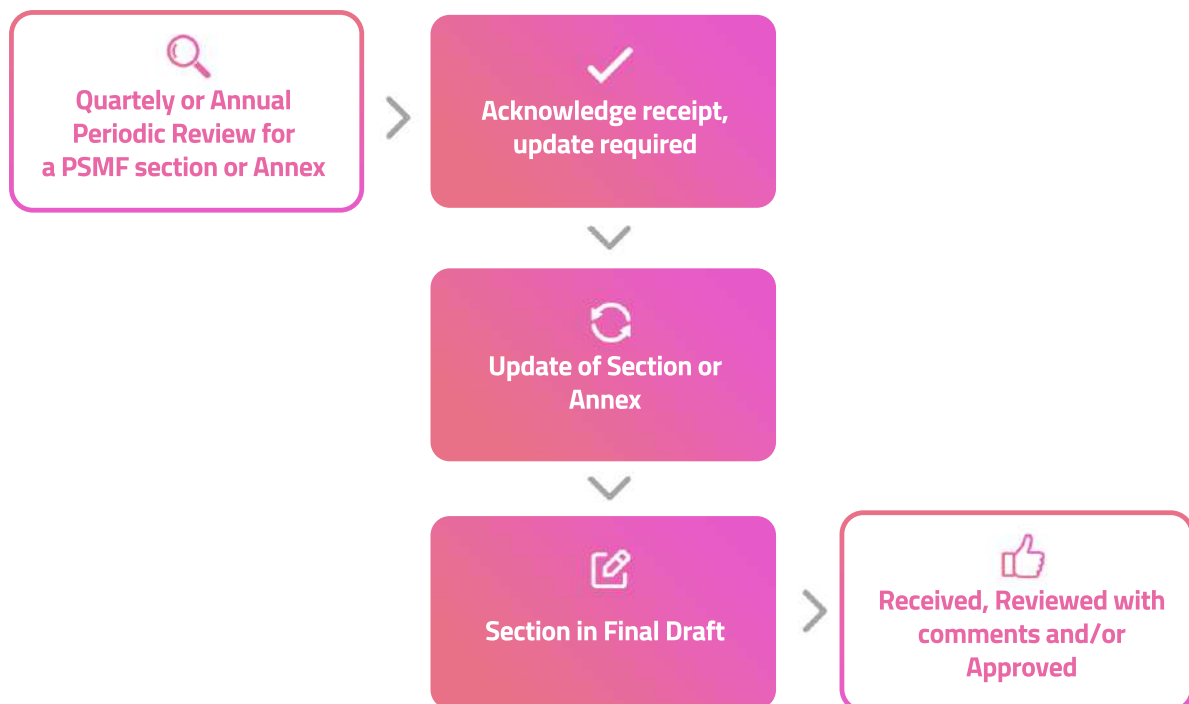 Quartely or Annual
Periodic Review for
a PSMF section or Annex
Acknowledge receipt,
update required
Update of Section or
Annex
Section in Final Draft
Received, Reviewed with
comments and/or
Approved